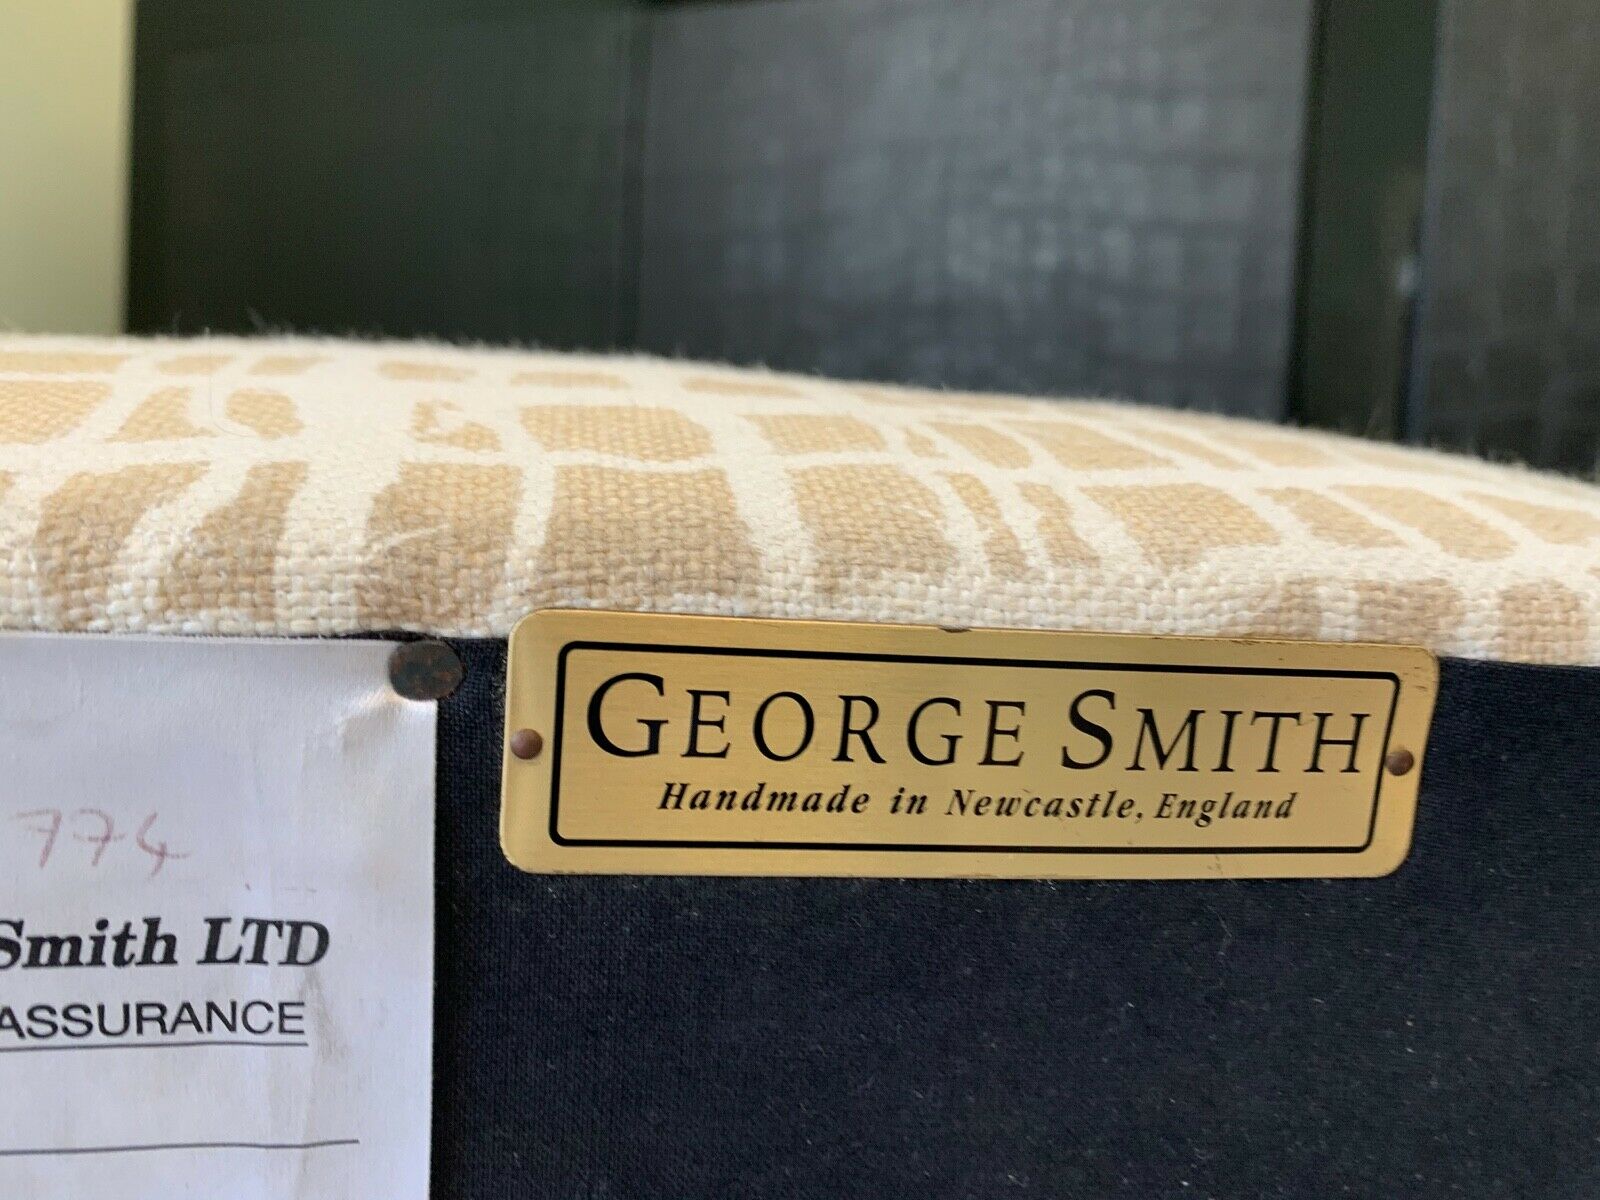 GEORGE SMITH
Handmade in Newcastle, England
774
Smith LTD
ASSURANCE